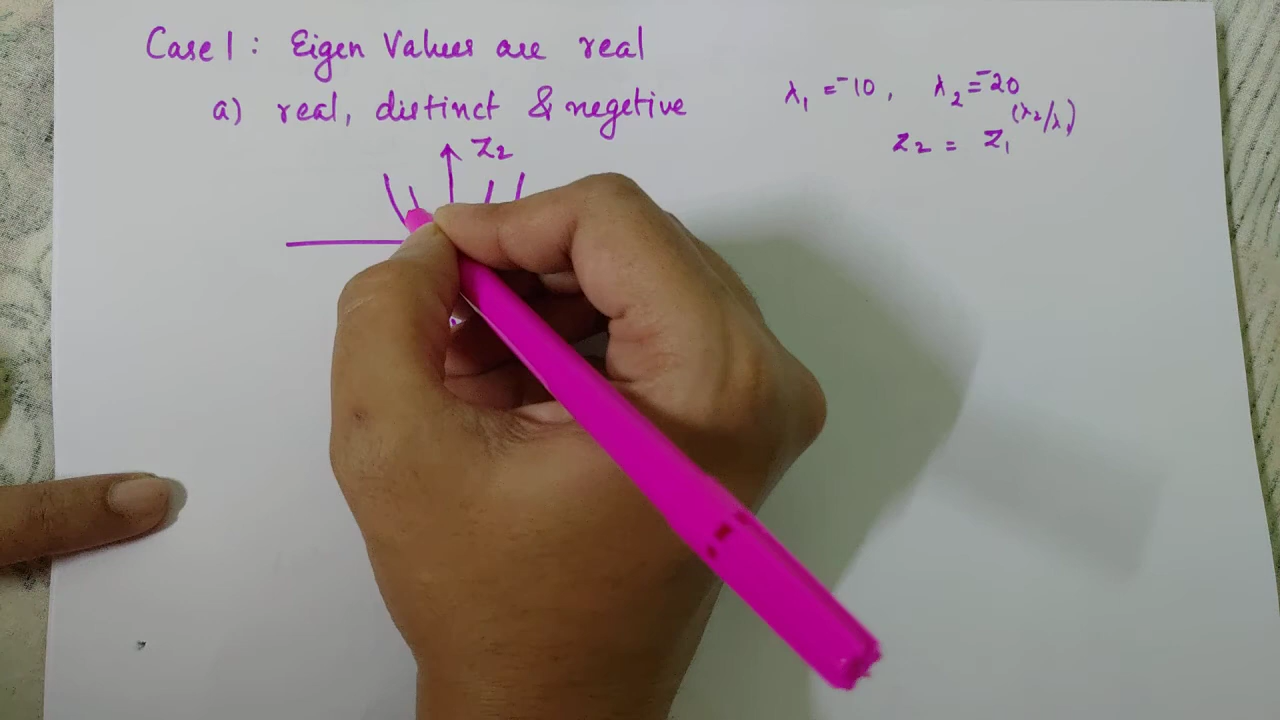 Case 1 : Eigen Values are real
a) real, distinct & negetive
λ₁ = -10, λ₂ = -20
z₂ = z₁^(λ₂/λ₁)
Z₂